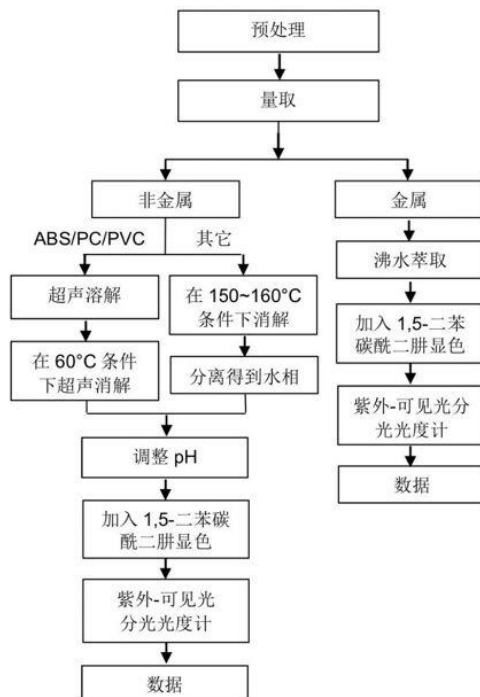 预处理
量取
非金属
金属
ABS/PC/PVC
其它
沸水萃取
超声溶解
在 150~160°C
条件下消解
加入 1,5-二苯
碳酰二肼显色
在 60°C 条件
下超声消解
分离得到水相
紫外-可见光分
光光度计
调整 pH
数据
加入 1,5-二苯碳
酰二肼显色
紫外-可见光
分光光度计
数据